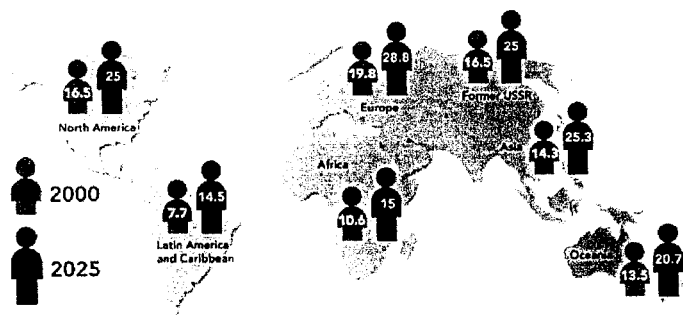 16.5 25
North America
2000
2025
7.7 14.5
Latin America
and Caribbean
19.8 28.8
Europe
16.5 25
Former USSR
Asia
14.3 25.3
Africa
10.6 15
Oceania
13.5 20.7